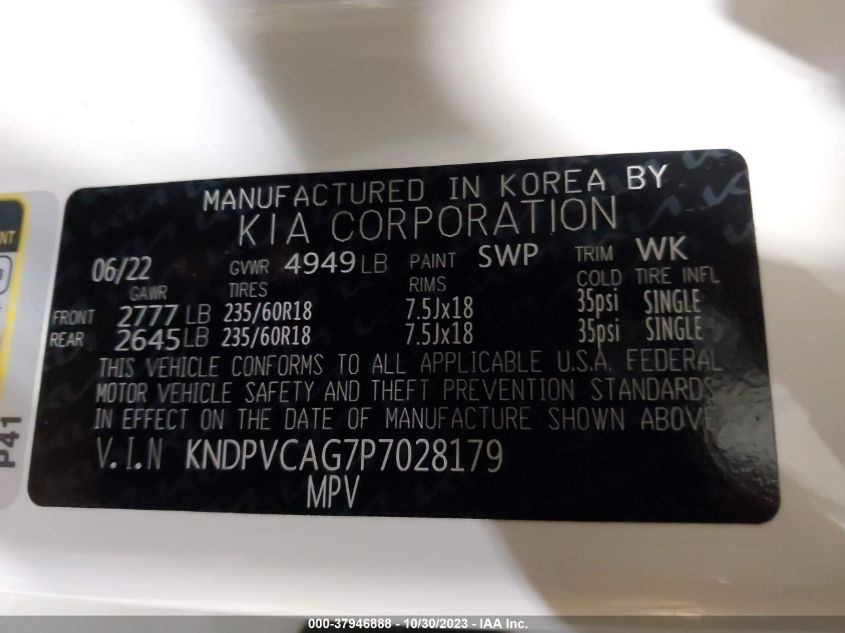 MANUFACTURED IN KOREA BY
KIA CORPORATION
06/22 GVWR 4949 LB PAINT SWP TRIM WK
GAWR TIRES RIMS COLD TIRE INFL
FRONT 2777 LB 235/60R18 7.5Jx18 35psi SINGLE
REAR 2645 LB 235/60R18 7.5Jx18 35psi SINGLE
THIS VEHICLE CONFORMS TO ALL APPLICABLE U.S.A. FEDERAL
MOTOR VEHICLE SAFETY AND THEFT PREVENTION STANDARDS
IN EFFECT ON THE DATE OF MANUFACTURE SHOWN ABOVE
V.I.N KNDPVCAG7P7028179
MPV
P41
000-37946888 - 10/30/2023 - IAA Inc.